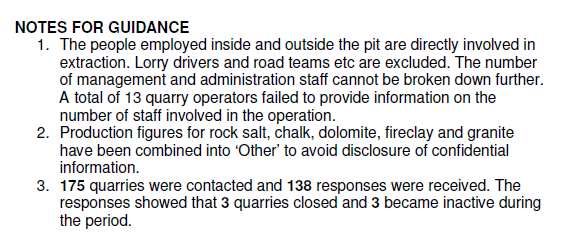 NOTES FOR GUIDANCE
1. The people employed inside and outside the pit are directly involved in
extraction. Lorry drivers and road teams etc are excluded. The number
of management and administration staff cannot be broken down further.
A total of 13 quarry operators failed to provide information on the
number of staff involved in the operation.
2. Production figures for rock salt, chalk, dolomite, fireclay and granite
have been combined into ‘Other’ to avoid disclosure of confidential
information.
3. 175 quarries were contacted and 138 responses were received. The
responses showed that 3 quarries closed and 3 became inactive during
the period.